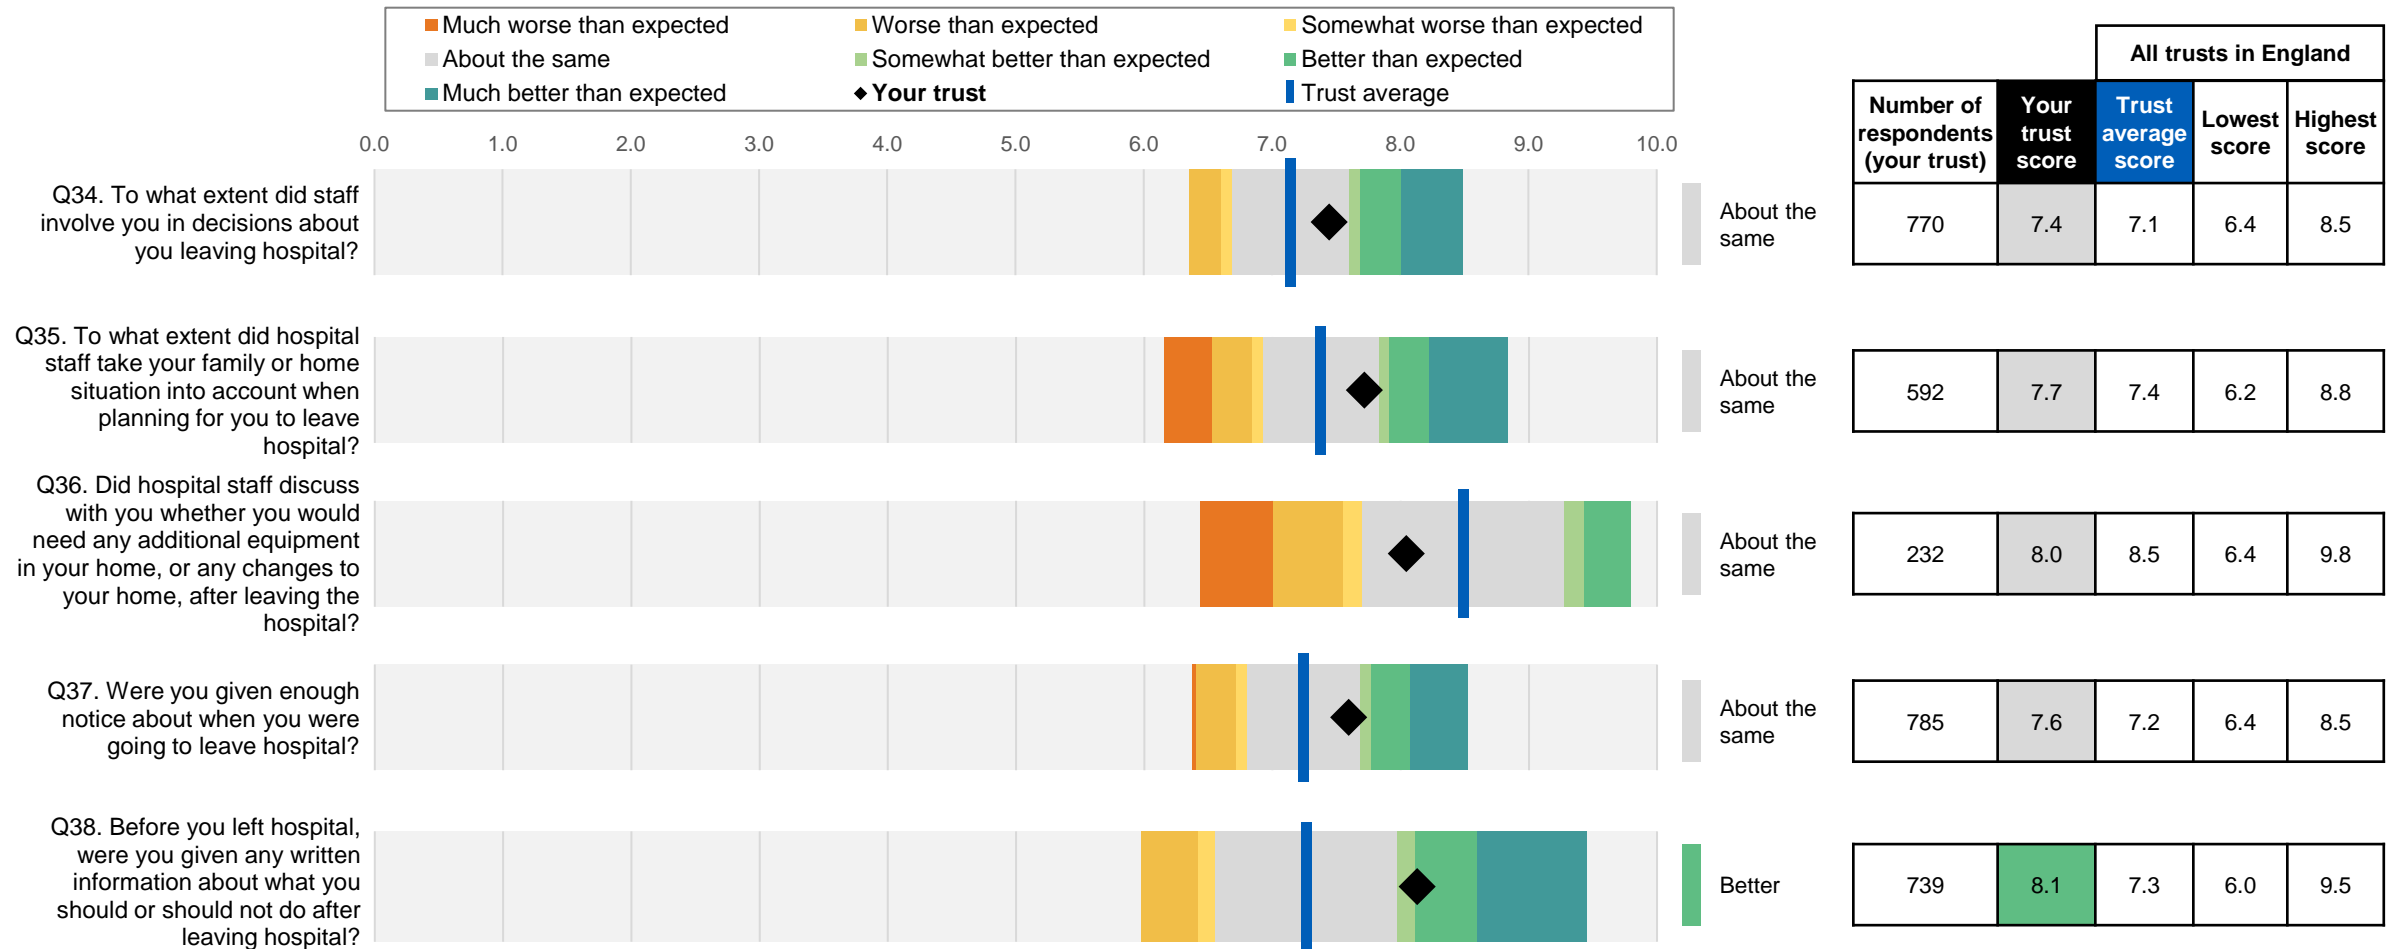 Much worse than expected
Worse than expected
Somewhat worse than expected
About the same
Somewhat better than expected
Better than expected
Much better than expected
Your trust
Trust average
All trusts in England
Number of
respondents
(your trust)
Your
trust
score
Trust
average
score
Lowest
score
Highest
score
0.0 1.0 2.0 3.0 4.0 5.0 6.0 7.0 8.0 9.0 10.0
Q34. To what extent did staff
involve you in decisions about
you leaving hospital?
About the
same
770 7.4 7.1 6.4 8.5
Q35. To what extent did hospital
staff take your family or home
situation into account when
planning for you to leave
hospital?
About the
same
592 7.7 7.4 6.2 8.8
Q36. Did hospital staff discuss
with you whether you would
need any additional equipment
in your home, or any changes to
your home, after leaving the
hospital?
About the
same
232 8.0 8.5 6.4 9.8
Q37. Were you given enough
notice about when you were
going to leave hospital?
About the
same
785 7.6 7.2 6.4 8.5
Q38. Before you left hospital,
were you given any written
information about what you
should or should not do after
leaving hospital?
Better
739 8.1 7.3 6.0 9.5